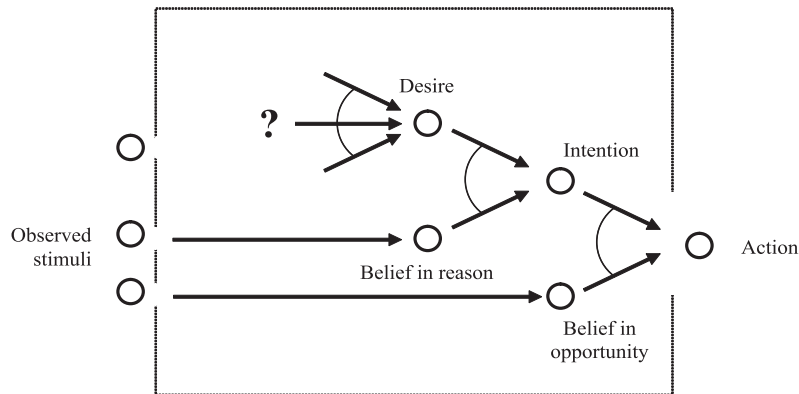 Desire
?
Intention
Observed
stimuli
Action
Belief in reason
Belief in
opportunity